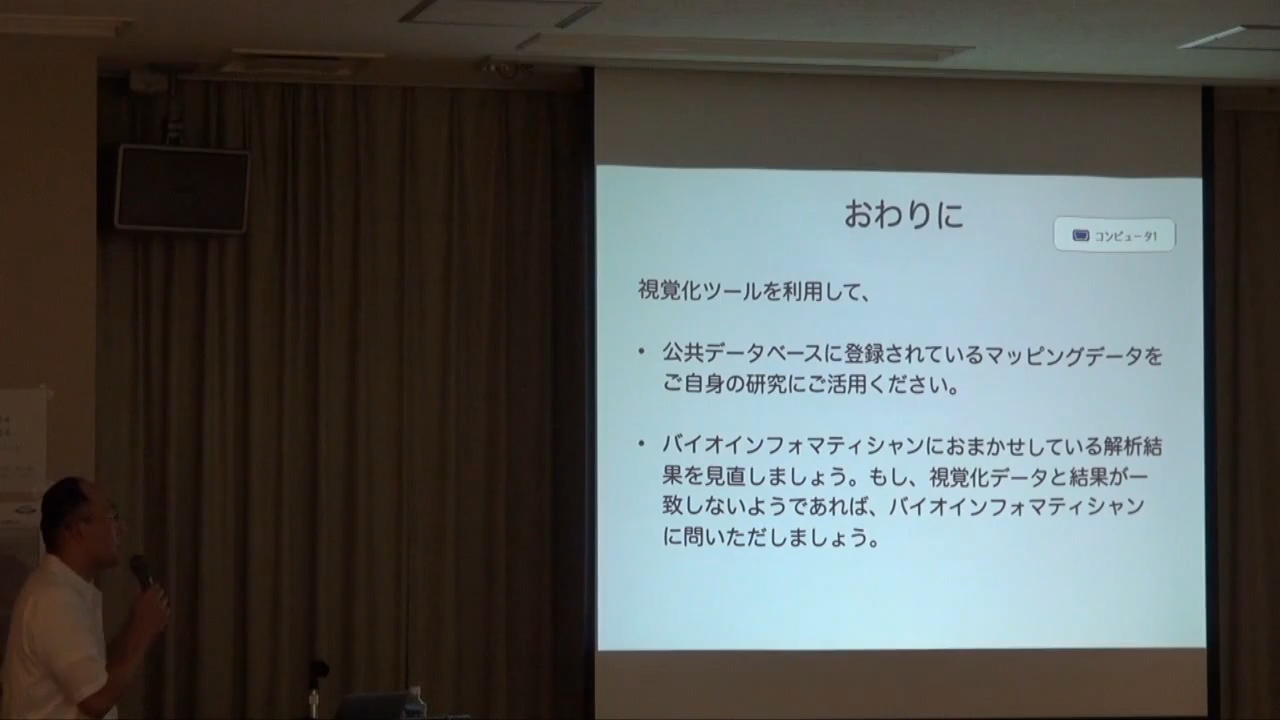 おわりに
コンピュータ1
視覚化ツールを利用して、
• 公共データベースに登録されているマッピングデータを
ご自身の研究にご活用ください。
• バイオインフォマティシャンにおまかせしている解析結
果を見直しましょう。もし、視覚化データと結果が一
致しないようであれば、バイオインフォマティシャン
に問いただしましょう。